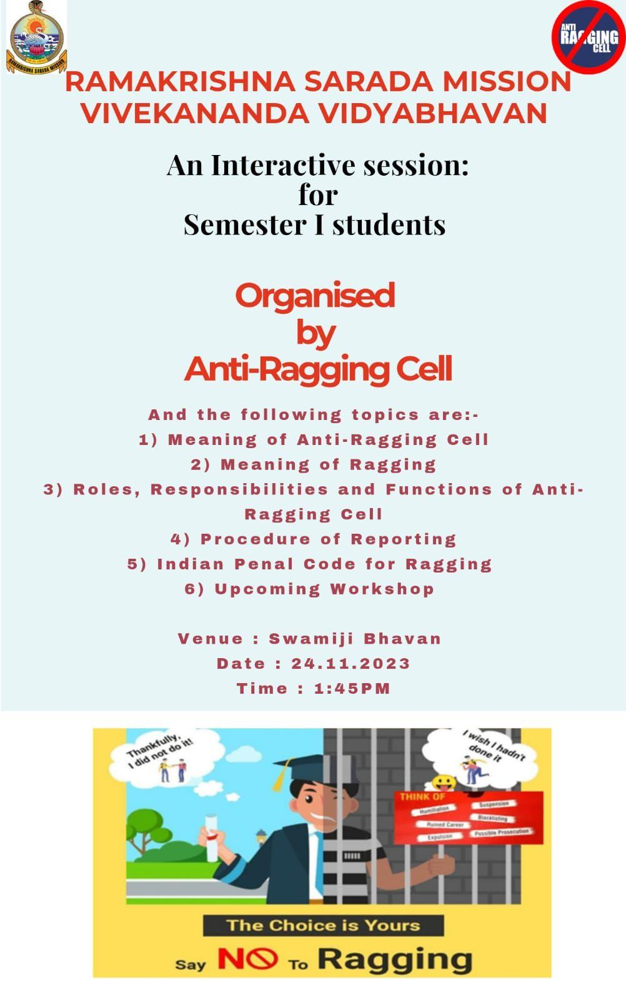 RAMAKRISHNA SARADA MISSION
ANTI
RAGGING
CELL
RAMAKRISHNA SARADA MISSION
VIVEKANANDA VIDYABHAVAN
An Interactive session:
for
Semester I students
Organised
by
Anti-Ragging Cell
And the following topics are:-
1) Meaning of Anti-Ragging Cell
2) Meaning of Ragging
3) Roles, Responsibilities and Functions of Anti-
Ragging Cell
4) Procedure of Reporting
5) Indian Penal Code for Ragging
6) Upcoming Workshop
Venue : Swamiji Bhavan
Date : 24.11.2023
Time : 1:45PM
Thankfully,
I did not do it!
I wish I hadn't
done it
THINK OF
Humiliation
Suspension
Blacklisting
Ruined Career
Expulsion
Possible Prosecution
The Choice is Yours
Say NO To Ragging